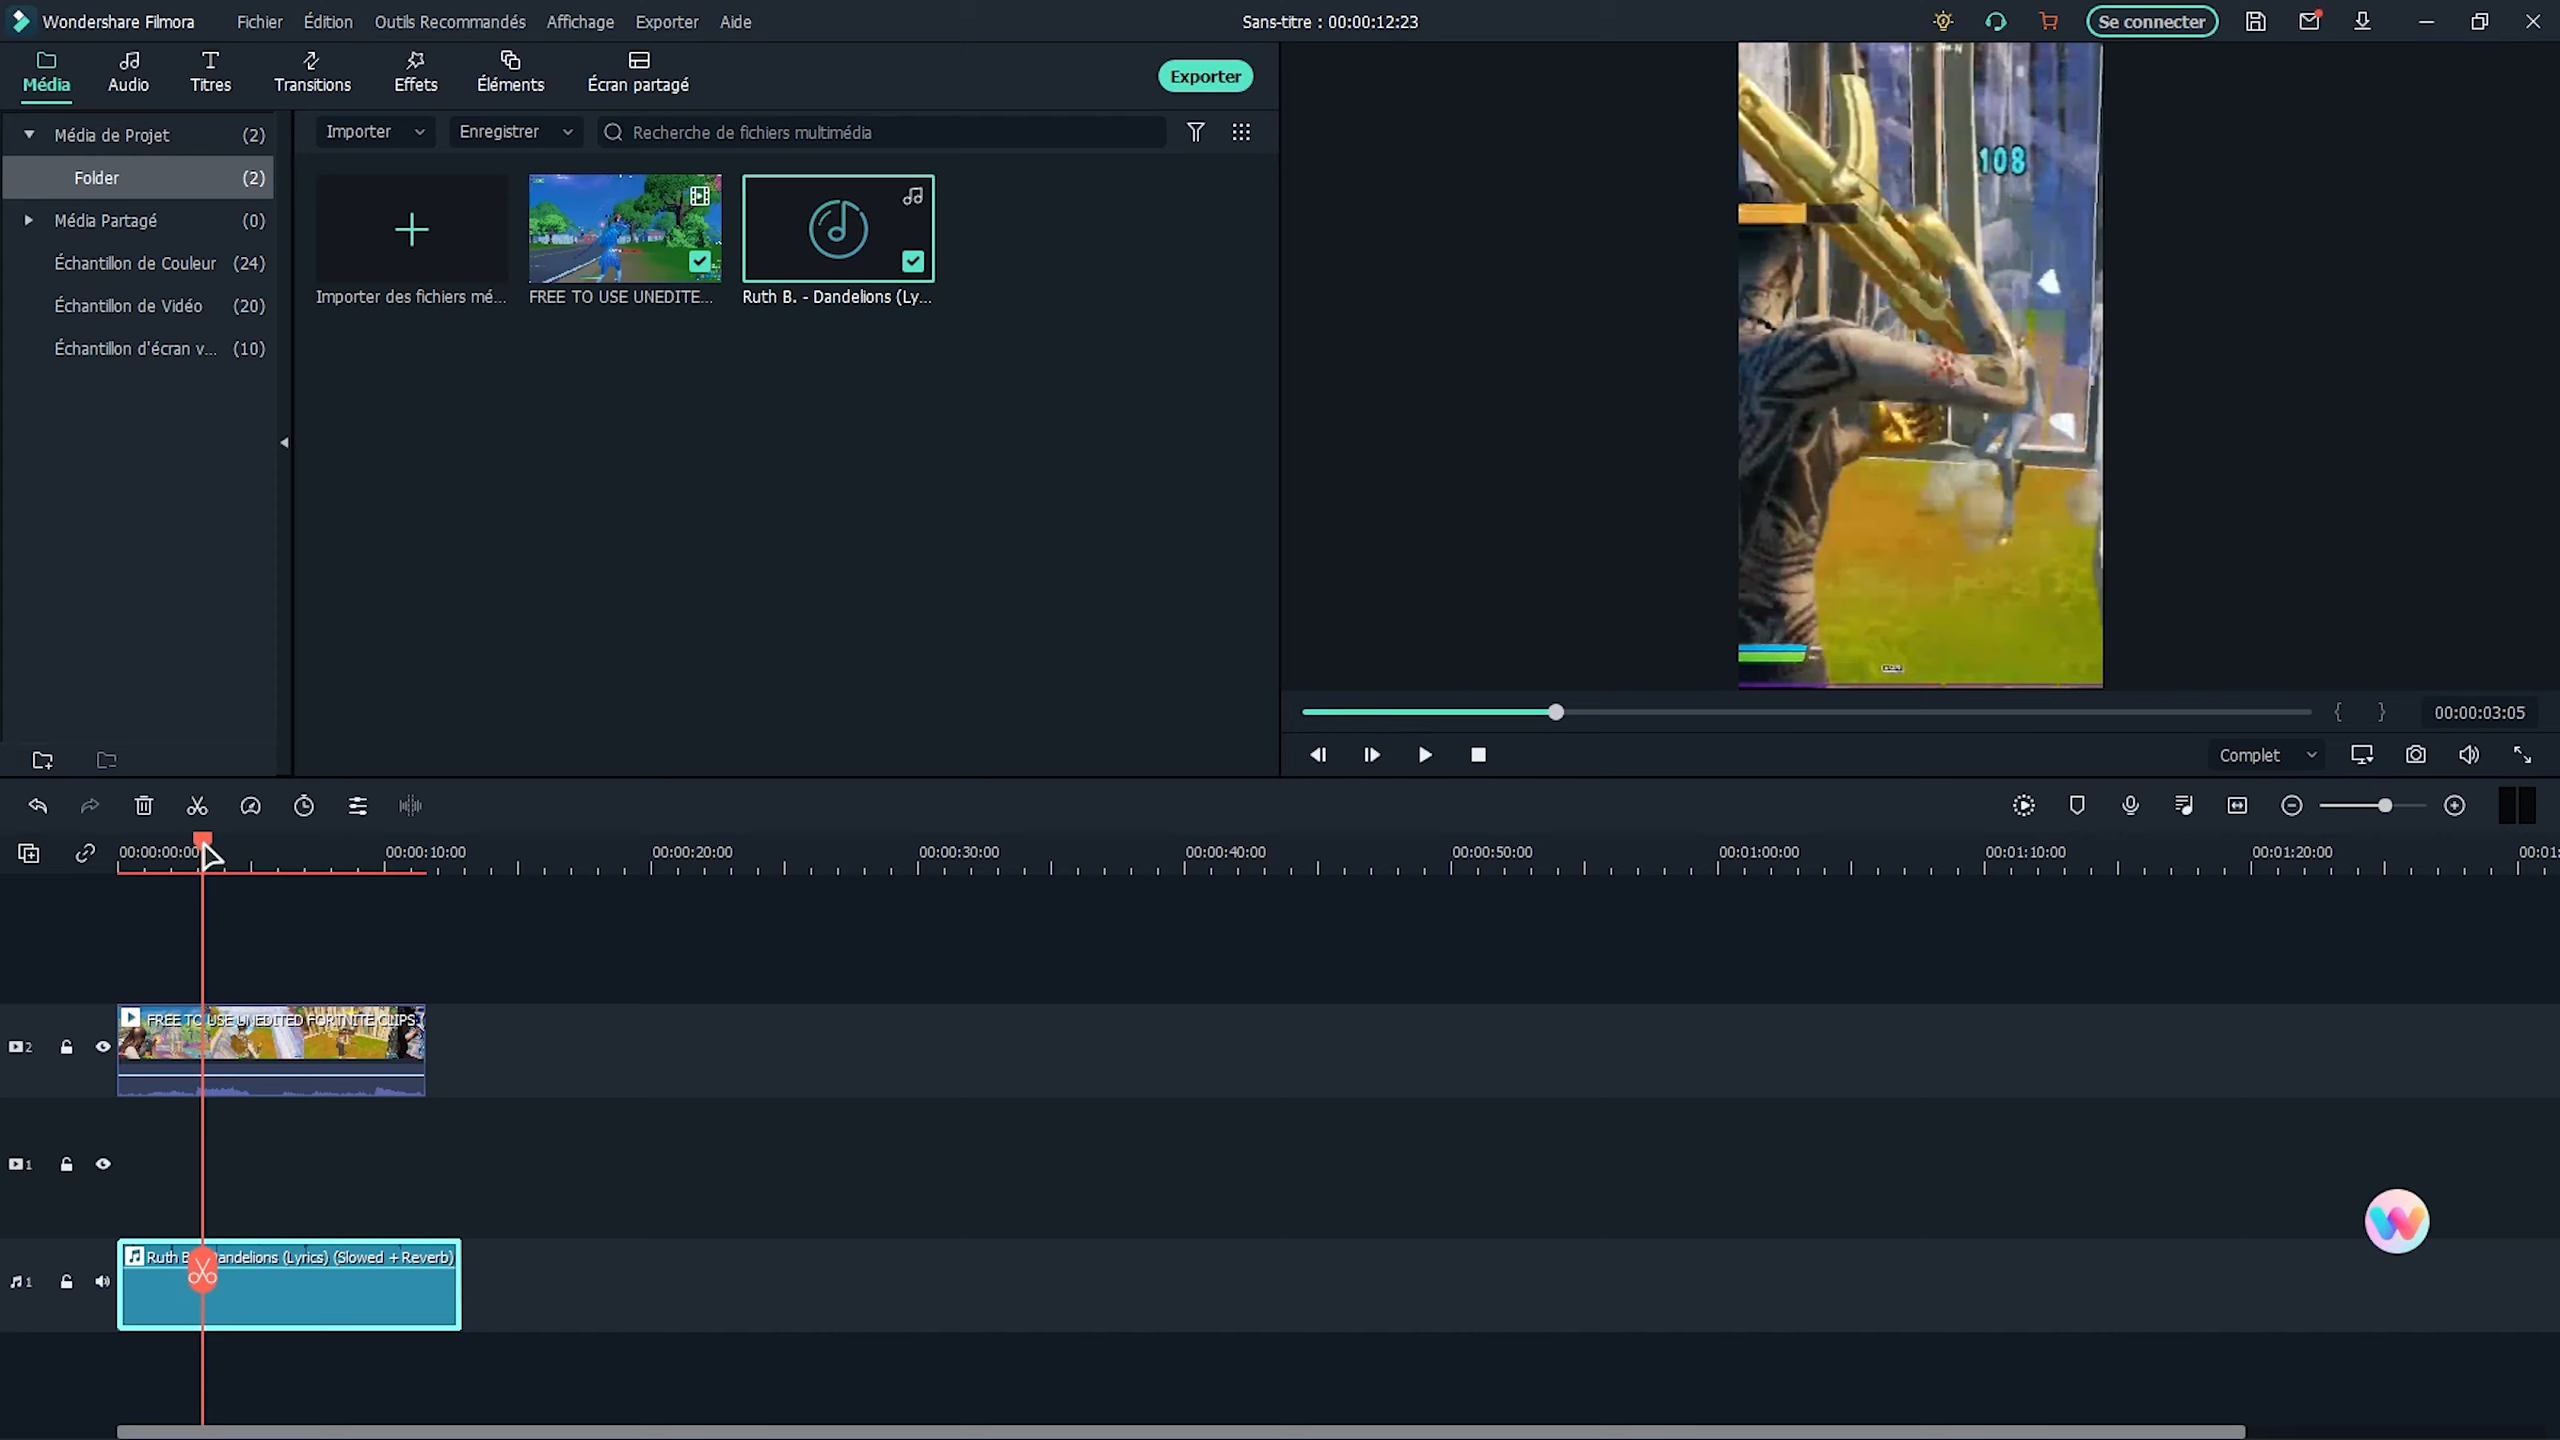 Wondershare Filmora
Fichier
Édition
Outils Recommandés
Affichage
Exporter
Aide
Sans-titre : 00:00:12:23
Se connecter
Média
Audio
Titres
Transitions
Effets
Éléments
Écran partagé
Exporter
Média de Projet (2)
Folder (2)
Média Partagé (0)
Échantillon de Couleur (24)
Échantillon de Vidéo (20)
Échantillon d'écran v... (10)
Importer
Enregistrer
Recherche de fichiers multimédia
Importer des fichiers mé...
FREE TO USE UNEDITE...
Ruth B. - Dandelions (Ly...
108
00:00:03:05
Complet
00:00:00:00
00:00:10:00
00:00:20:00
00:00:30:00
00:00:40:00
00:00:50:00
00:01:00:00
00:01:10:00
00:01:20:00
00:01:
2
FREE TO USE UNEDITED FORTNITE CLIPS
1
1
Ruth B andelions (Lyrics) (Slowed + Reverb)